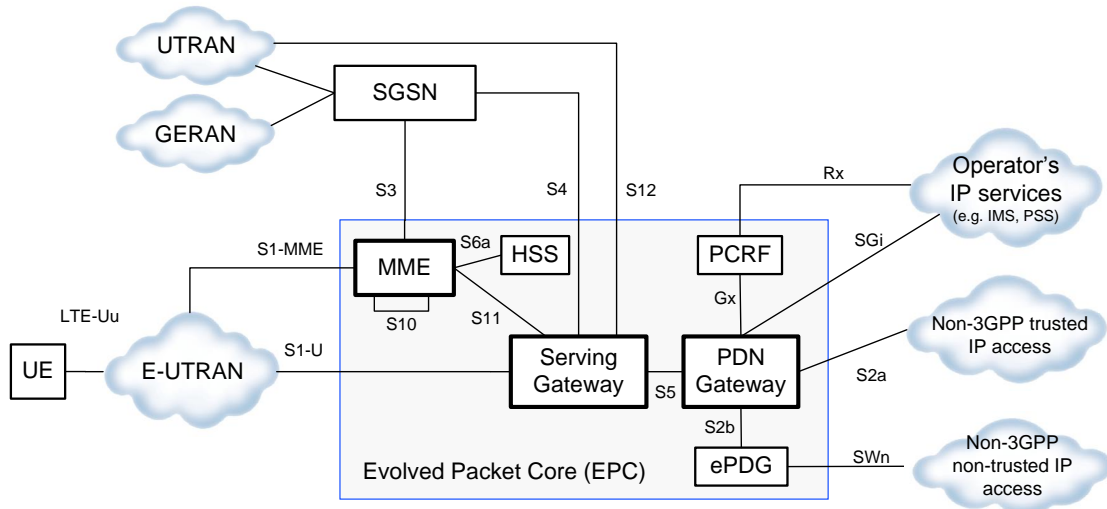 UTRAN
SGSN
GERAN
Operator's
IP services
(e.g. IMS, PSS)
Rx
S3
S4
S12
SGi
S1-MME
S6a
HSS
PCRF
MME
S10
S11
Gx
LTE-Uu
UE
E-UTRAN
S1-U
Serving
Gateway
S5
PDN
Gateway
Non-3GPP trusted
IP access
S2a
S2b
ePDG
SWn
Non-3GPP
non-trusted IP
access
Evolved Packet Core (EPC)